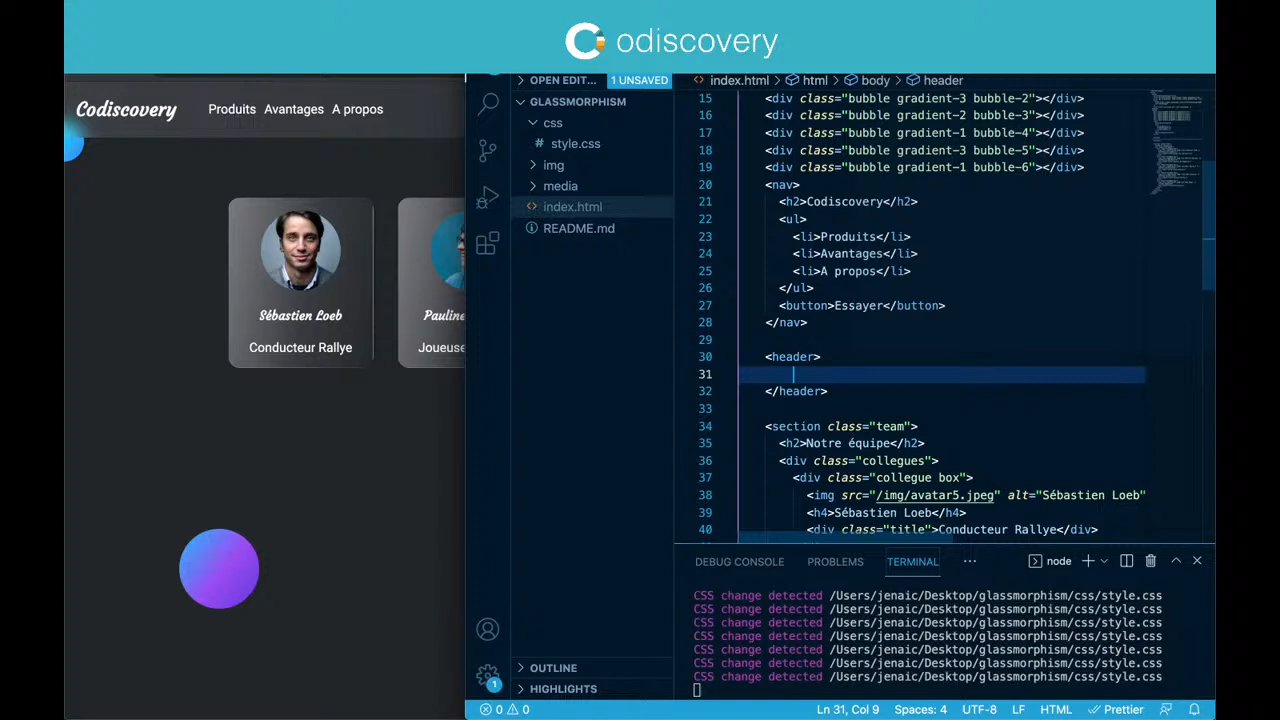 Codiscovery
Codiscovery Produits Avantages A propos
Sébastien Loeb
Conducteur Rallye
Pauline
Joueuse
OPEN EDIT... 1 UNSAVED
GLASSMORPHISM
css
# style.css
img
media
<> index.html
README.md
OUTLINE
HIGHLIGHTS
1
<> index.html > html > body > header
15 <div class="bubble gradient-3 bubble-2"></div>
16 <div class="bubble gradient-2 bubble-3"></div>
17 <div class="bubble gradient-1 bubble-4"></div>
18 <div class="bubble gradient-3 bubble-5"></div>
19 <div class="bubble gradient-1 bubble-6"></div>
20 <nav>
21 <h2>Codiscovery</h2>
22 <ul>
23 <li>Produits</li>
24 <li>Avantages</li>
25 <li>A propos</li>
26 </ul>
27 <button>Essayer</button>
28 </nav>
29
30 <header>
31
32 </header>
33
34 <section class="team">
35 <h2>Notre équipe</h2>
36 <div class="collegues">
37 <div class="collegue box">
38 <img src="/img/avatar5.jpeg" alt="Sébastien Loeb"
39 <h4>Sébastien Loeb</h4>
40 <div class="title">Conducteur Rallye</div>
DEBUG CONSOLE PROBLEMS TERMINAL ... node
CSS change detected /Users/jenaic/Desktop/glassmorphism/css/style.css
CSS change detected /Users/jenaic/Desktop/glassmorphism/css/style.css
CSS change detected /Users/jenaic/Desktop/glassmorphism/css/style.css
CSS change detected /Users/jenaic/Desktop/glassmorphism/css/style.css
CSS change detected /Users/jenaic/Desktop/glassmorphism/css/style.css
CSS change detected /Users/jenaic/Desktop/glassmorphism/css/style.css
CSS change detected /Users/jenaic/Desktop/glassmorphism/css/style.css
0 0 Ln 31, Col 9 Spaces: 4 UTF-8 LF HTML Prettier